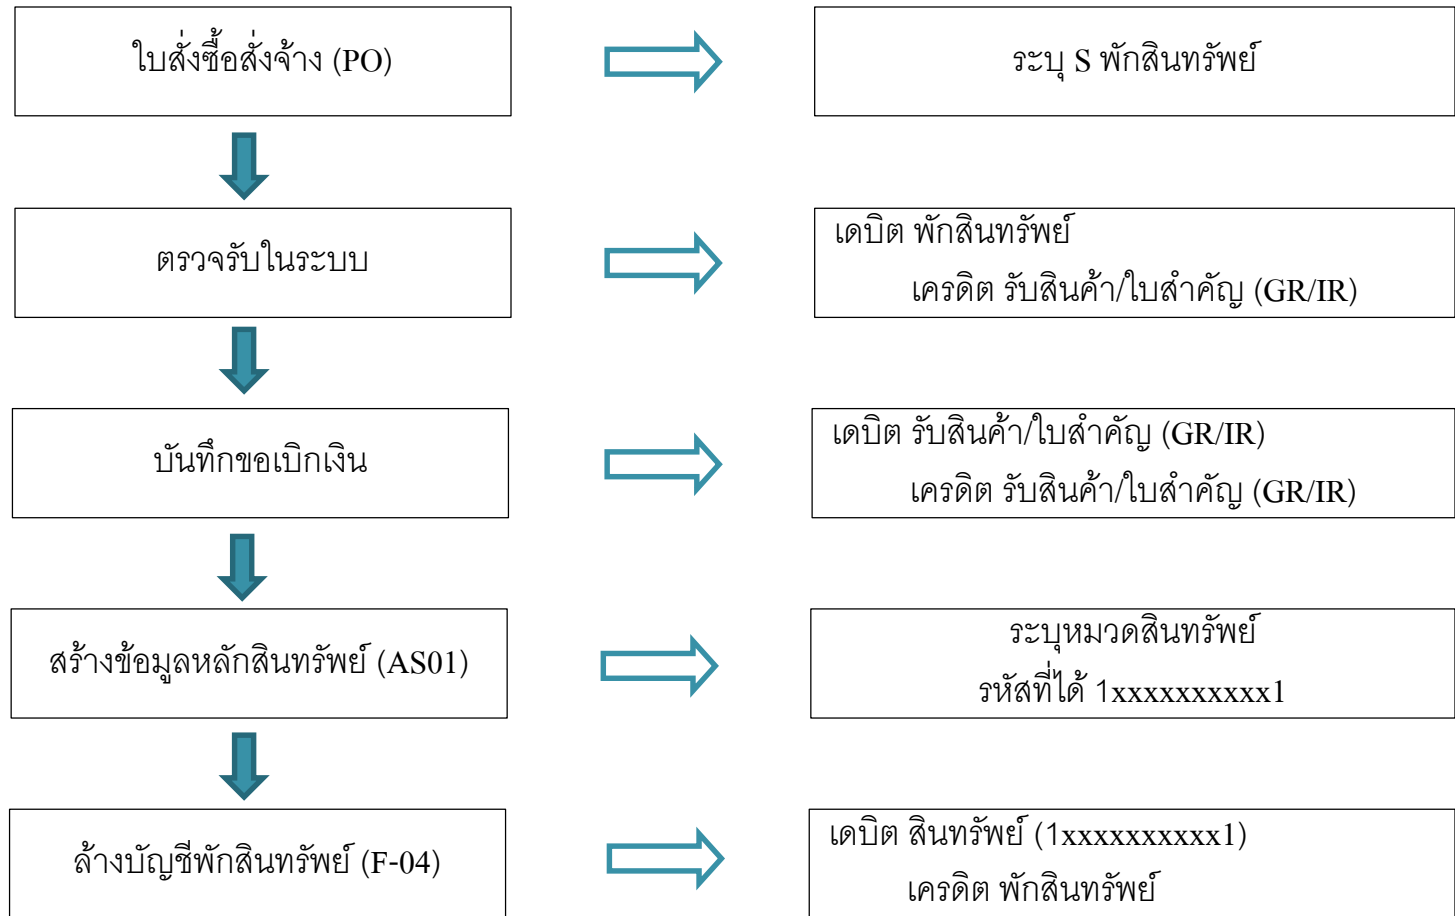 ใบสั่งซื้อสั่งจ้าง (PO)
ระบุ S พักสินทรัพย์
ตรวจรับในระบบ
เดบิต พักสินทรัพย์
เครดิต รับสินค้า/ใบสำคัญ (GR/IR)
บันทึกขอเบิกเงิน
เดบิต รับสินค้า/ใบสำคัญ (GR/IR)
เครดิต รับสินค้า/ใบสำคัญ (GR/IR)
สร้างข้อมูลหลักสินทรัพย์ (AS01)
ระบุหมวดสินทรัพย์
รหัสที่ได้ 1xxxxxxxxxx1
ล้างบัญชีพักสินทรัพย์ (F-04)
เดบิต สินทรัพย์ (1xxxxxxxxxx1)
เครดิต พักสินทรัพย์